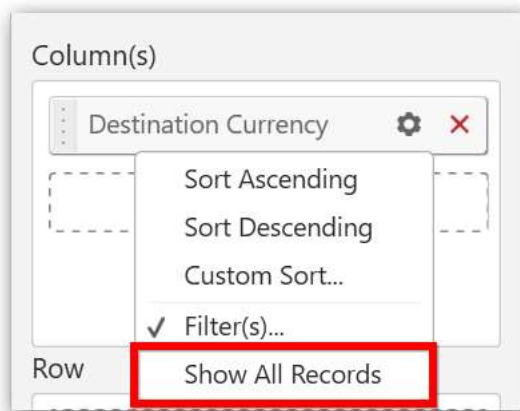 Column(s)
Destination Currency
Sort Ascending
Sort Descending
Custom Sort...
Filter(s)...
Row
Show All Records